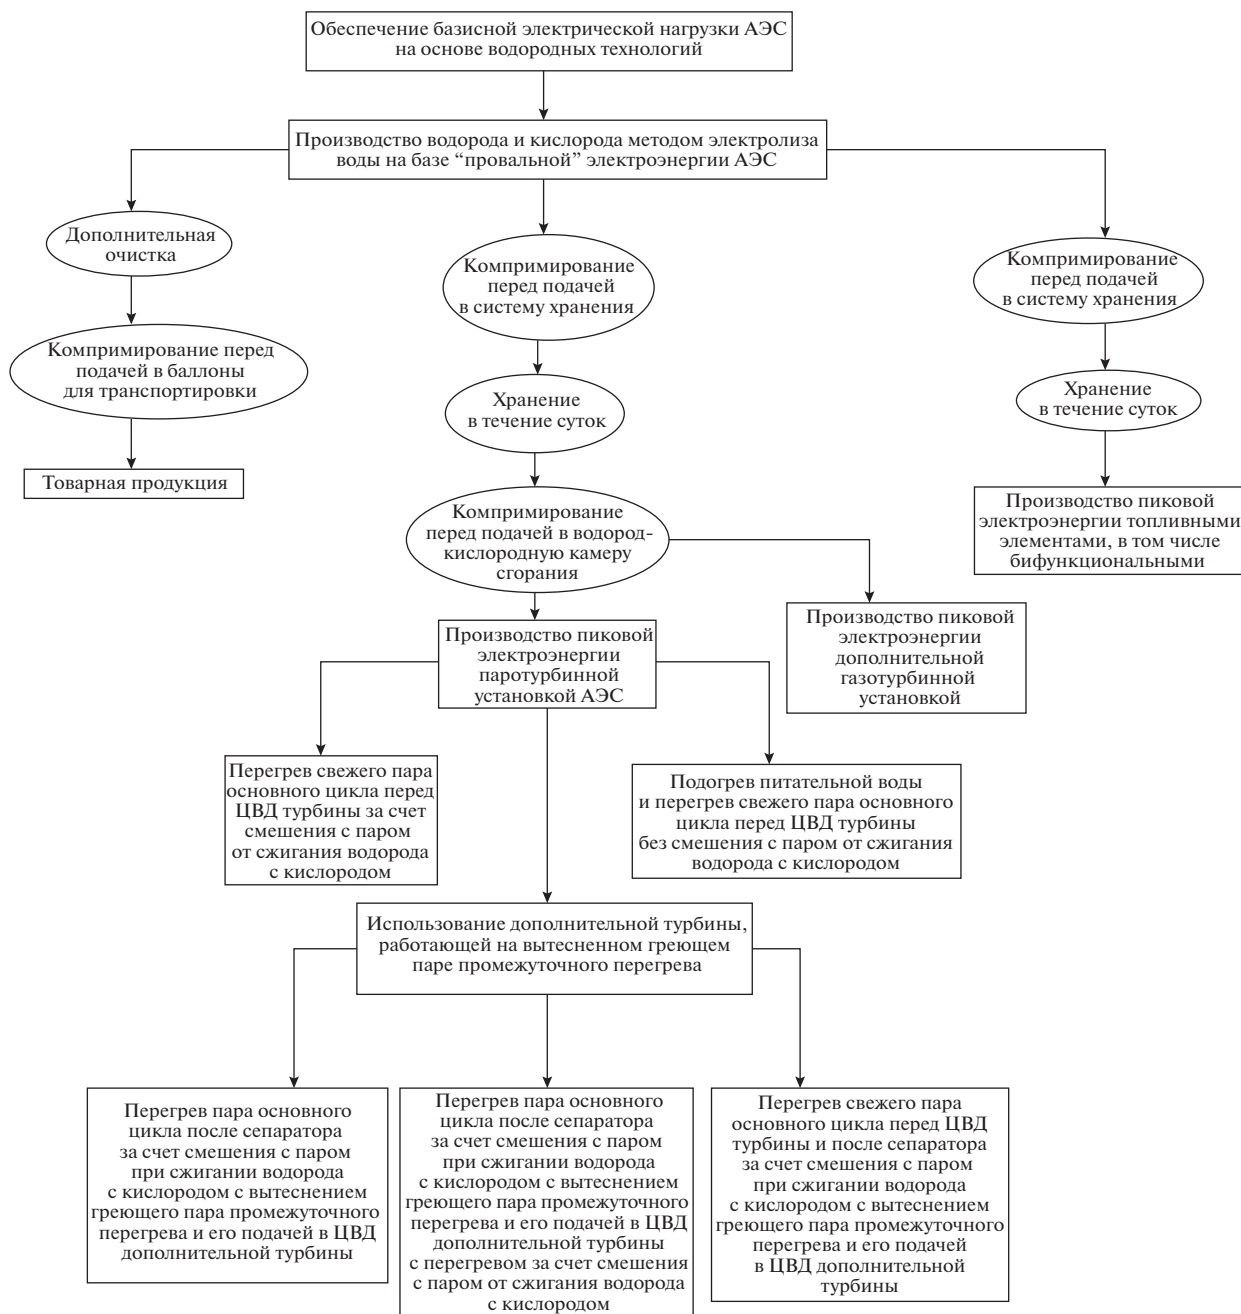 Обеспечение базисной электрической нагрузки АЭС
на основе водородных технологий
Производство водорода и кислорода методом электролиза
воды на базе “провальной” электроэнергии АЭС
Дополнительная
очистка
Компримирование перед
подачей в баллоны
для транспортировки
Товарная продукция
Компримирование
перед подачей
в систему хранения
Хранение
в течение суток
Компримирование
перед подачей в водород-
кислородную камеру
сгорания
Компримирование
перед подачей
в систему хранения
Хранение
в течение суток
Производство пиковой
электроэнергии топливными
элементами, в том числе
бифункциональными
Производство пиковой
электроэнергии
дополнительной
газотурбинной
установкой
Производство пиковой
электроэнергии
паротурбинной
установкой АЭС
Перегрев свежего пара
основного цикла перед
ЦВД турбины за счет
смешения с паром
от сжигания водорода
с кислородом
Подогрев питательной воды
и перегрев свежего пара основного
цикла перед ЦВД турбины
без смешения с паром от сжигания
водорода с кислородом
Использование дополнительной турбины,
работающей на вытесненном греющем
паре промежуточного перегрева
Перегрев пара основного
цикла после сепаратора
за счет смешения с паром
при сжигании водорода
с кислородом с вытеснением
греющего пара промежуточного
перегрева и его подачей в ЦВД
дополнительной турбины
Перегрев пара основного
цикла после сепаратора
за счет смешения с паром
при сжигании водорода
с кислородом с вытеснением
греющего пара промежуточного
перегрева и его подачей в ЦВД
дополнительной турбины
с перегревом за счет смешения
с паром от сжигания водорода
с кислородом
Перегрев свежего пара
основного цикла перед ЦВД
турбины и после сепаратора
за счет смешения с паром
при сжигании водорода
с кислородом с вытеснением
греющего пара промежуточного
перегрева и его подачей
в ЦВД дополнительной
турбины